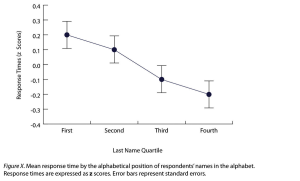 0.4
0.3
0.2
0.1
0.0
−0.1
−0.2
−0.3
−0.4
Response Times (z Scores)
First Second Third Fourth
Last Name Quartile
Figure X. Mean response time by the alphabetical position of respondents' names in the alphabet.
Response times are expressed as z scores. Error bars represent standard errors.